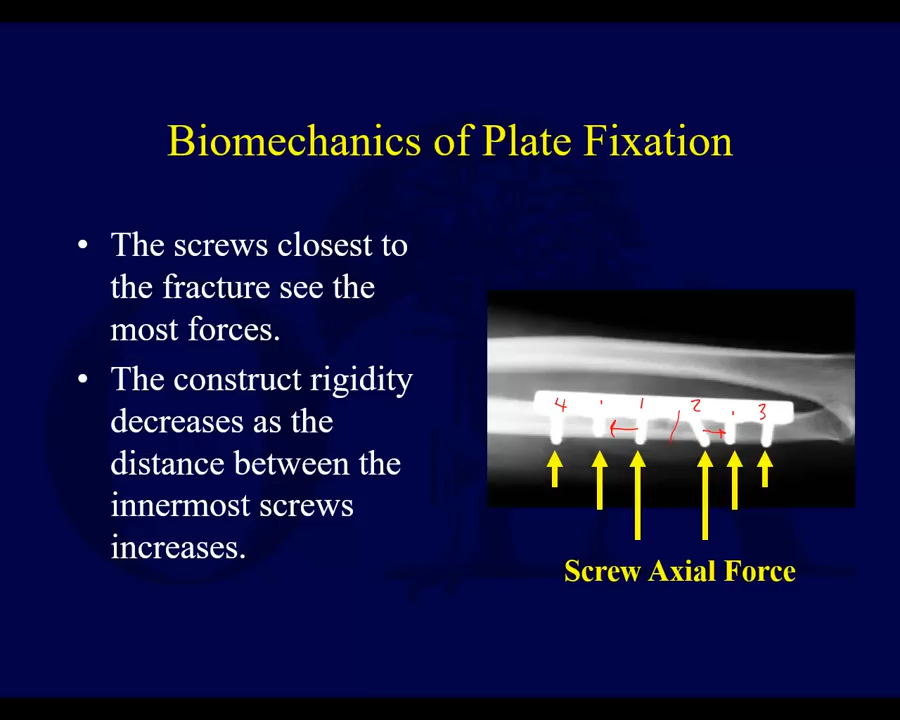 Biomechanics of Plate Fixation
• The screws closest to
the fracture see the
most forces.
• The construct rigidity
decreases as the
distance between the
innermost screws
increases.
4 1 2 3
Screw Axial Force